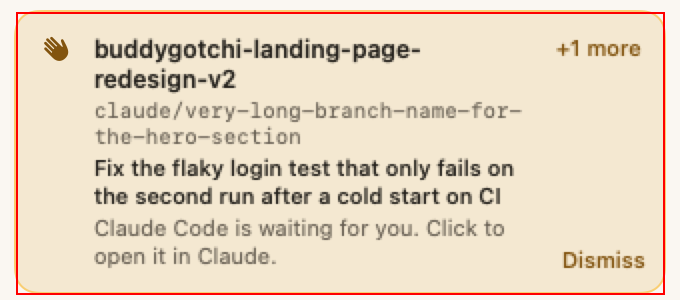 buddygotchi-landing-page-
redesign-v2
+1 more
claude/very-long-branch-name-for-
the-hero-section
Fix the flaky login test that only fails on
the second run after a cold start on CI
Claude Code is waiting for you. Click to
open it in Claude.
Dismiss